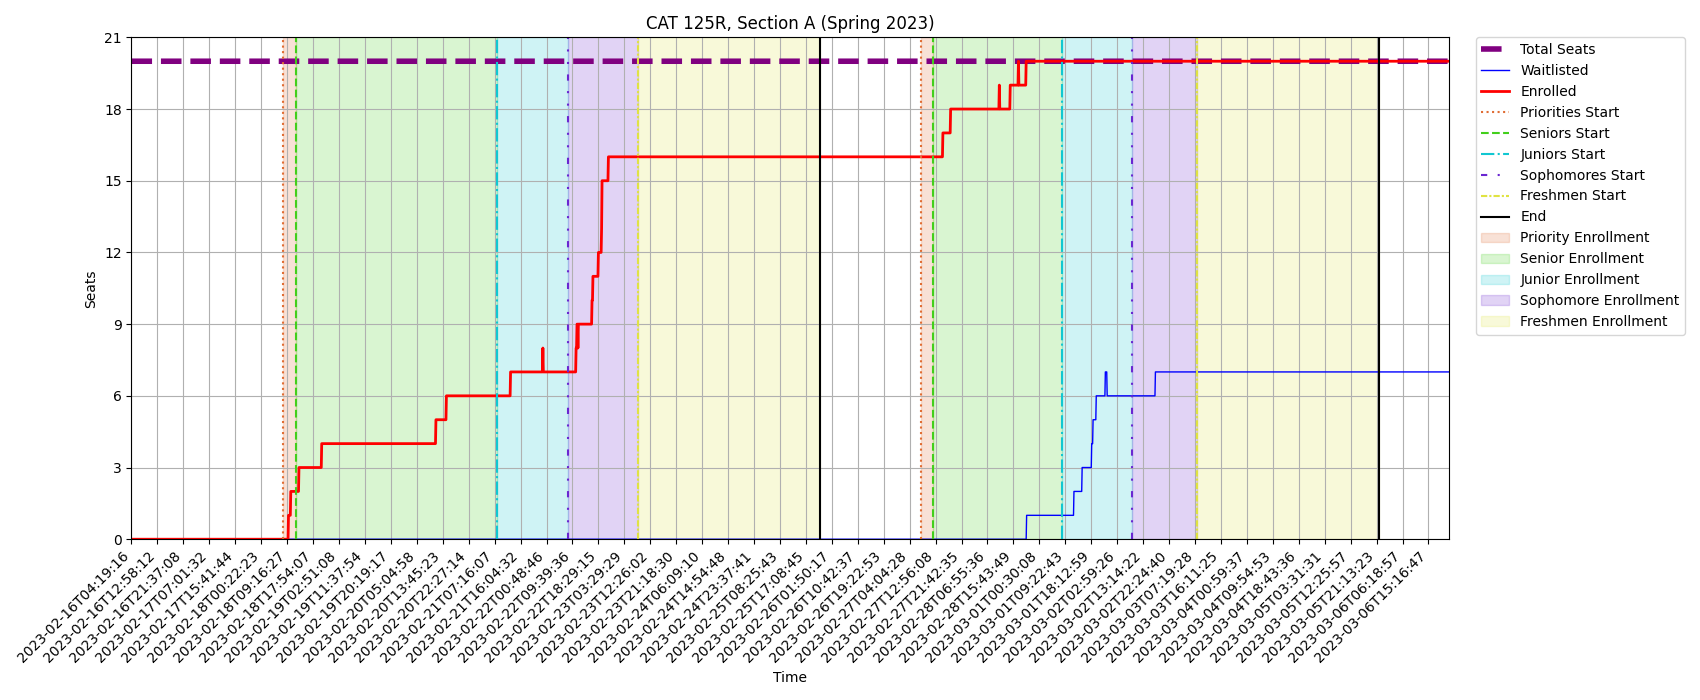 CAT 125R, Section A (Spring 2023)
21
18
15
12
9
6
3
0
Seats
2023-02-16T04:19:16
2023-02-16T12:58:12
2023-02-16T21:37:08
2023-02-17T07:01:32
2023-02-17T15:41:44
2023-02-18T00:22:23
2023-02-18T09:16:27
2023-02-18T17:54:07
2023-02-19T02:51:08
2023-02-19T11:37:54
2023-02-19T20:19:17
2023-02-20T05:04:58
2023-02-20T13:45:23
2023-02-20T22:27:14
2023-02-21T07:16:07
2023-02-21T16:04:32
2023-02-22T00:48:46
2023-02-22T09:39:36
2023-02-22T18:29:15
2023-02-23T03:29:29
2023-02-23T12:26:02
2023-02-23T21:18:30
2023-02-24T06:09:10
2023-02-24T14:54:48
2023-02-24T23:37:41
2023-02-25T08:25:43
2023-02-25T17:08:45
2023-02-26T01:50:17
2023-02-26T10:42:37
2023-02-26T19:22:53
2023-02-27T04:04:28
2023-02-27T12:56:08
2023-02-27T21:42:35
2023-02-28T06:55:36
2023-02-28T15:43:49
2023-03-01T00:30:08
2023-03-01T09:22:43
2023-03-01T18:12:59
2023-03-02T02:59:26
2023-03-02T13:14:22
2023-03-02T22:24:40
2023-03-03T07:19:28
2023-03-03T16:11:25
2023-03-04T00:59:37
2023-03-04T09:54:53
2023-03-04T18:43:36
2023-03-05T03:31:31
2023-03-05T12:25:57
2023-03-05T21:13:23
2023-03-06T06:18:57
2023-03-06T15:16:47
Time
Total Seats
Waitlisted
Enrolled
Priorities Start
Seniors Start
Juniors Start
Sophomores Start
Freshmen Start
End
Priority Enrollment
Senior Enrollment
Junior Enrollment
Sophomore Enrollment
Freshmen Enrollment